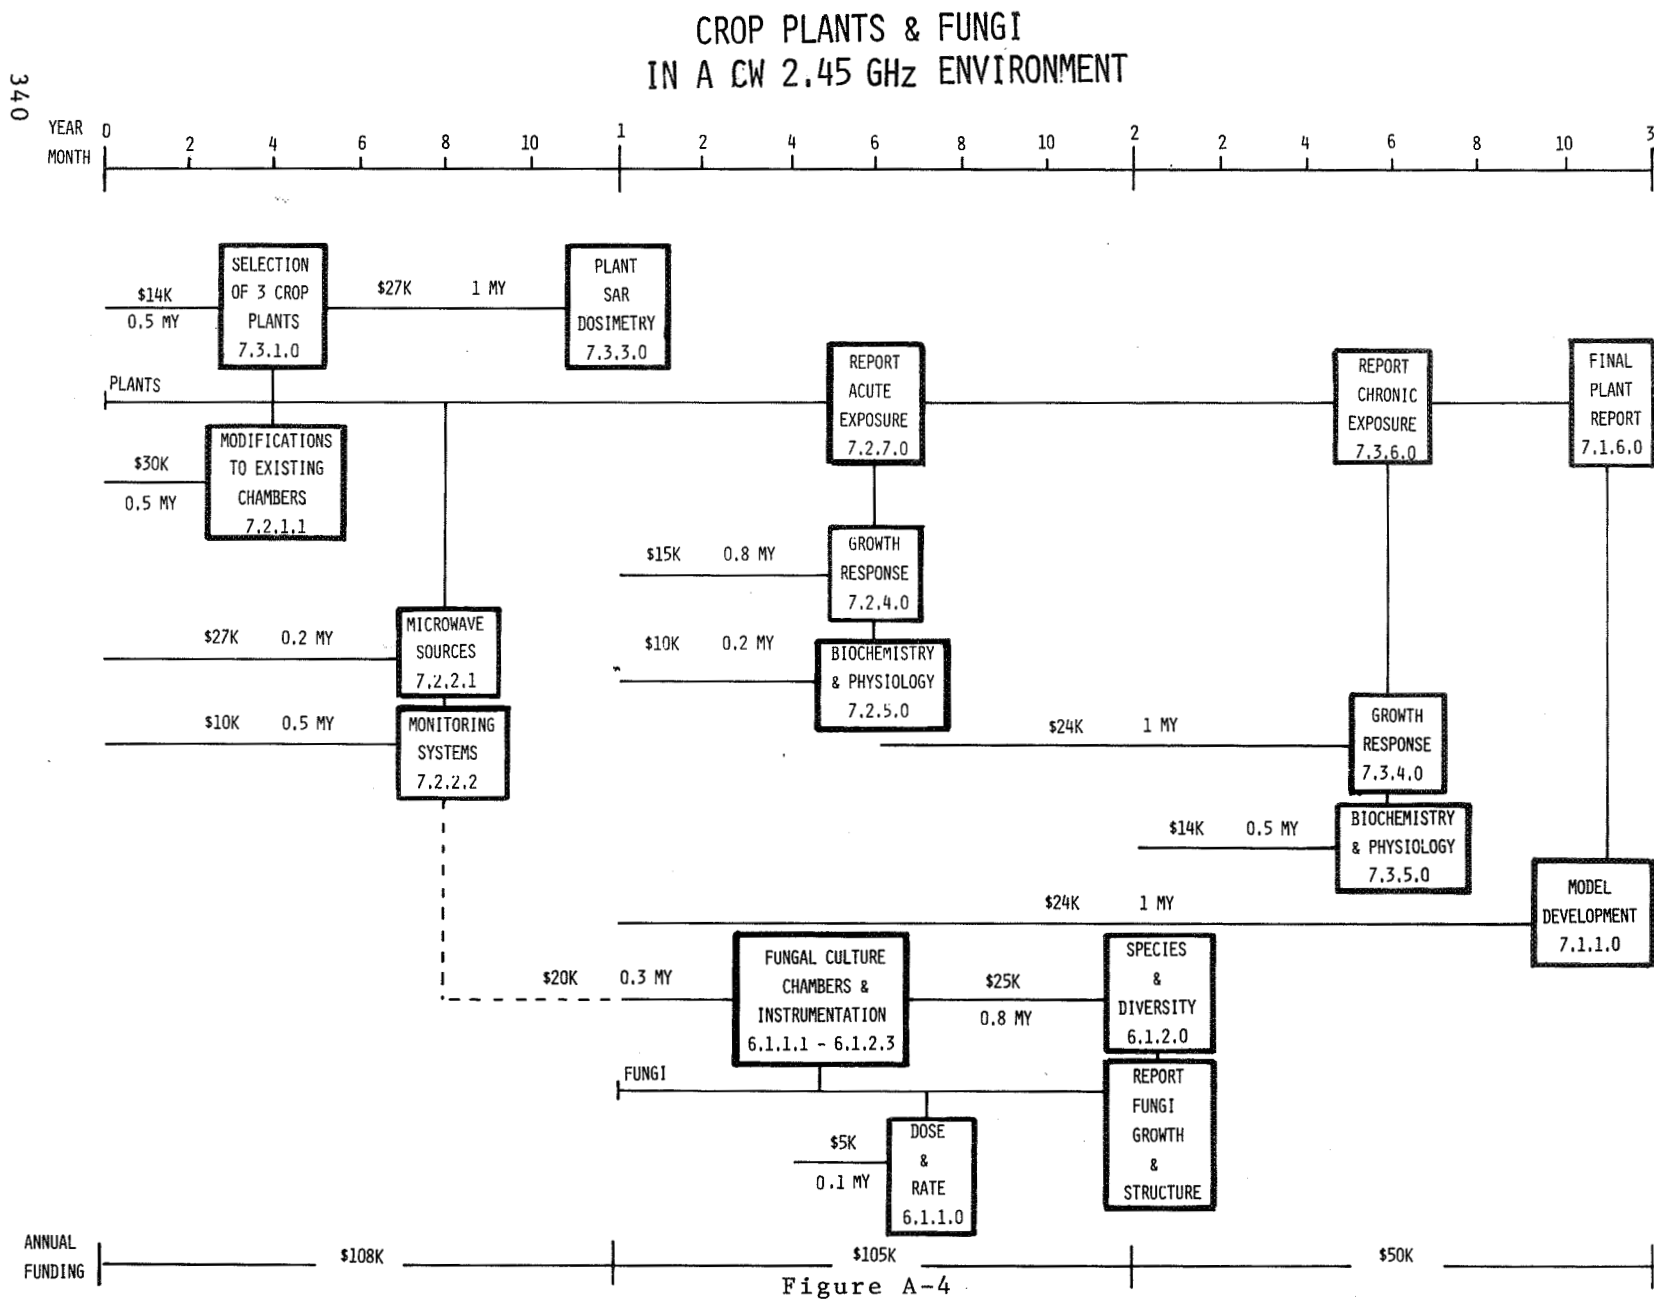 CROP PLANTS & FUNGI
IN A CW 2.45 GHz ENVIRONMENT
340
YEAR 0 1 2 3
MONTH 2 4 6 8 10 2 4 6 8 10 2 4 6 8 10
$14K
0.5 MY
SELECTION
OF 3 CROP
PLANTS
7.3.1.0
$27K 1 MY
PLANT
SAR
DOSIMETRY
7.3.3.0
PLANTS
$30K
0.5 MY
MODIFICATIONS
TO EXISTING
CHAMBERS
7.2.1.1
REPORT
ACUTE
EXPOSURE
7.2.7.0
REPORT
CHRONIC
EXPOSURE
7.3.6.0
FINAL
PLANT
REPORT
7.1.6.0
$15K 0.8 MY
GROWTH
RESPONSE
7.2.4.0
$27K 0.2 MY
MICROWAVE
SOURCES
7.2.2.1
$10K 0.2 MY
BIOCHEMISTRY
& PHYSIOLOGY
7.2.5.0
$10K 0.5 MY
MONITORING
SYSTEMS
7.2.2.2
$24K 1 MY
GROWTH
RESPONSE
7.3.4.0
$14K 0.5 MY
BIOCHEMISTRY
& PHYSIOLOGY
7.3.5.0
$24K 1 MY
MODEL
DEVELOPMENT
7.1.1.0
$20K 0.3 MY
FUNGAL CULTURE
CHAMBERS &
INSTRUMENTATION
6.1.1.1 - 6.1.2.3
$25K
0.8 MY
SPECIES
&
DIVERSITY
6.1.2.0
FUNGI
REPORT
FUNGI
GROWTH
&
STRUCTURE
$5K
0.1 MY
DOSE
&
RATE
6.1.1.0
ANNUAL
FUNDING
$108K $105K $50K
Figure A-4